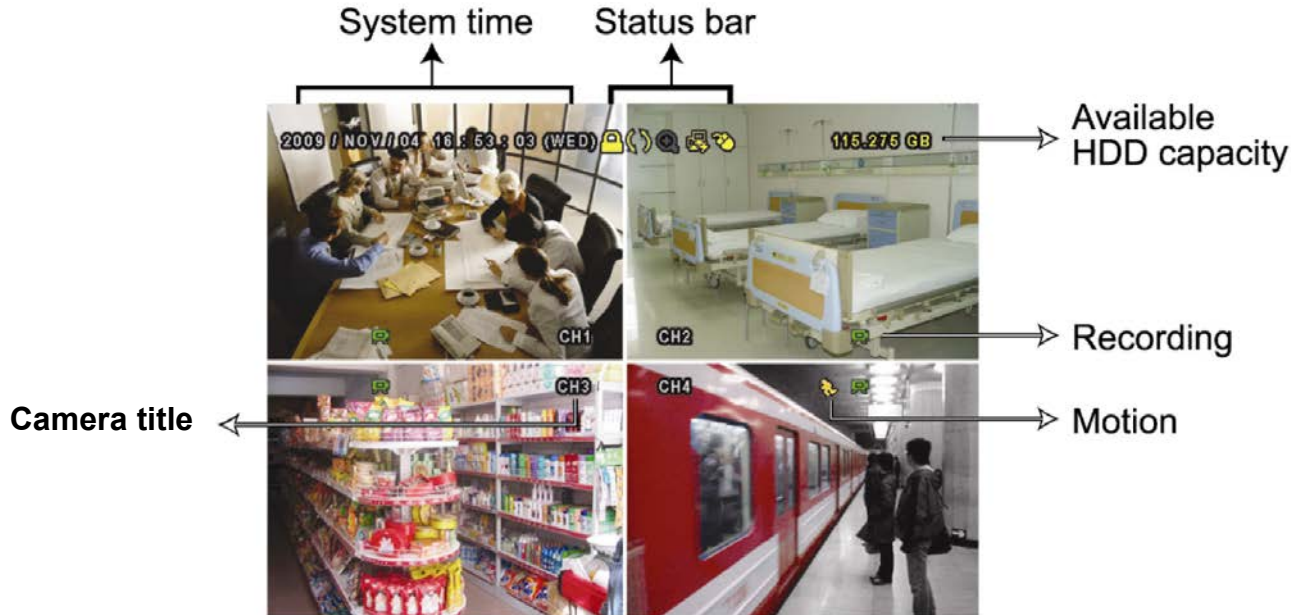 System time
Status bar
2009 / NOV / 04 16 : 53 : 03 (WED)
115.275 GB
Available
HDD capacity
CH1
CH2
Recording
CH3
CH4
Camera title
Motion